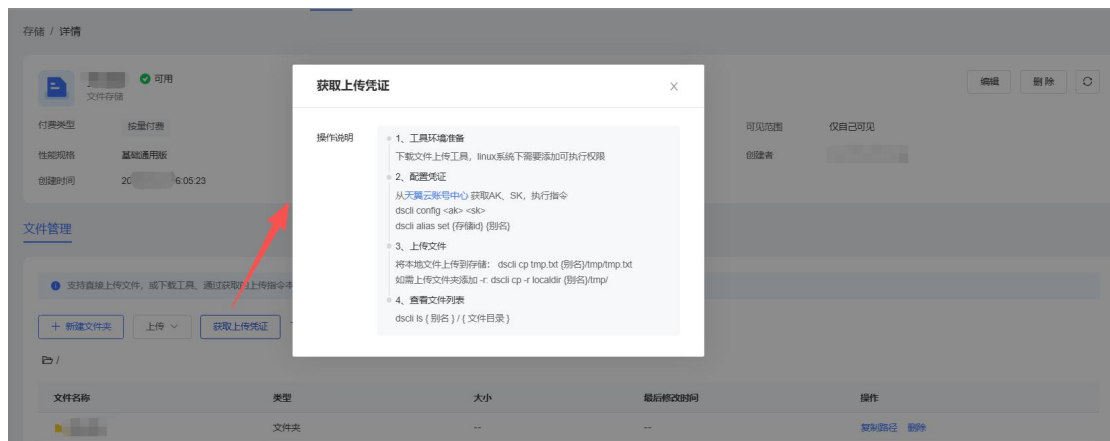 存储 / 详情
可用
文件存储
编辑
删除
付费类型
按量付费
可见范围
仅自己可见
性能规格
基础通用版
创建者
创建时间
20
6:05:23
获取上传凭证
操作说明
1、工具环境准备
下载文件上传工具，linux系统下需要添加可执行权限
2、配置凭证
从天翼云账号中心 获取AK、SK，执行指令
dscli config <ak> <sk>
dscli alias set {存储id} {别名}
3、上传文件
将本地文件上传到存储： dscli cp tmp.txt {别名}/tmp/tmp.txt
如需上传文件夹添加 -r: dscli cp -r localdir {别名}/tmp/
4、查看文件列表
dscli ls { 别名 } / { 文件目录 }
文件管理
支持直接上传文件，或下载工具，通过获取的上传指令本
+ 新建文件夹
上传
获取上传凭证
/
文件名称 类型 大小 最后修改时间 操作
文件夹 -- -- 复制路径 删除